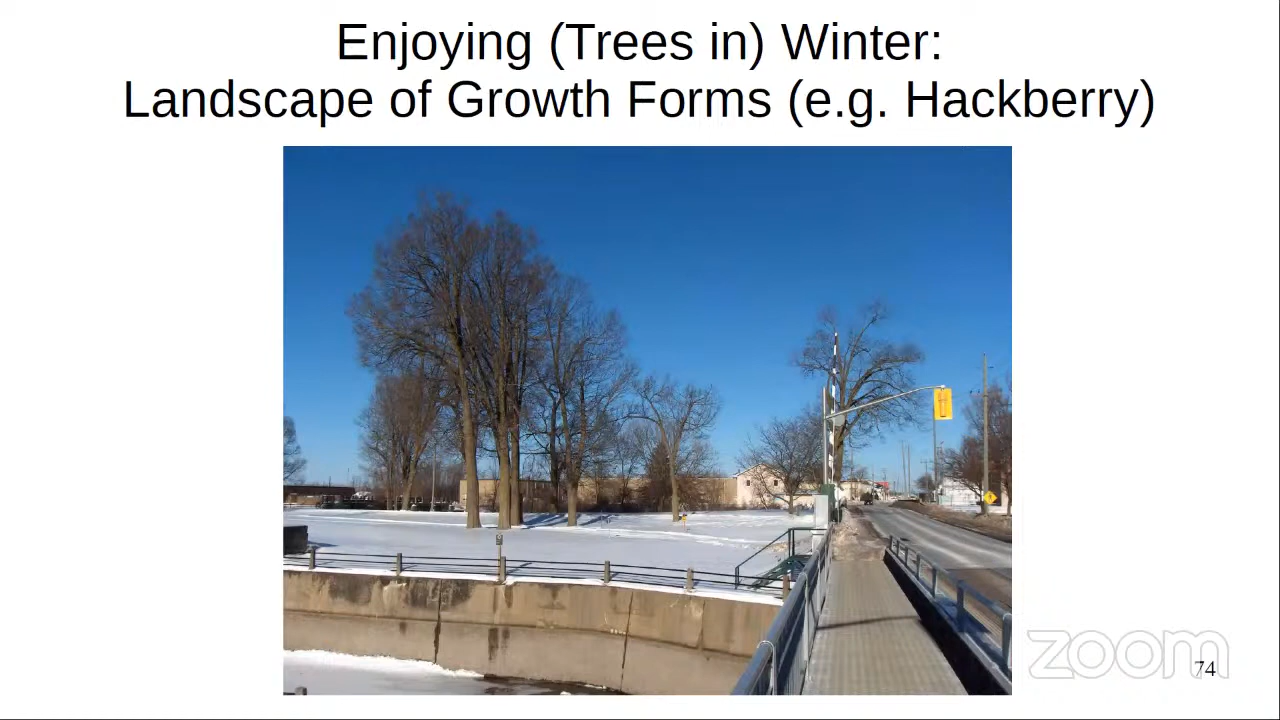 Enjoying (Trees in) Winter:
Landscape of Growth Forms (e.g. Hackberry)
zoom
74